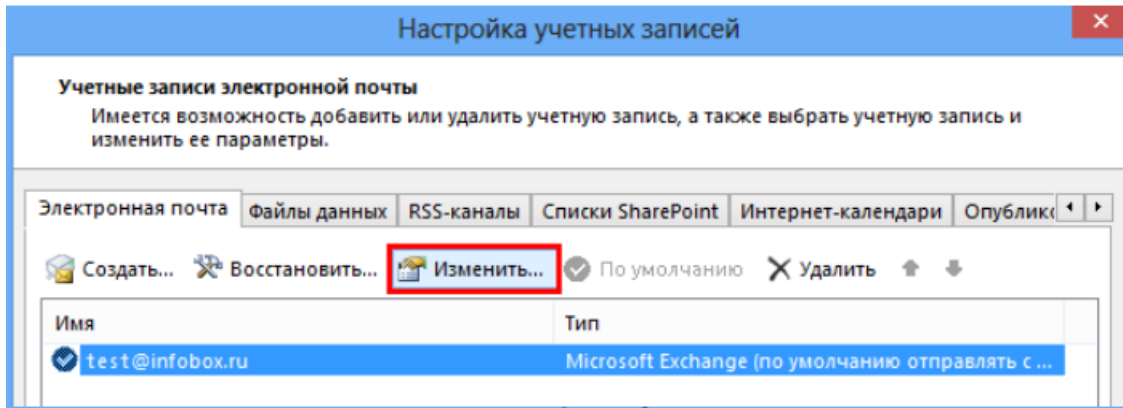 Настройка учетных записей
Учетные записи электронной почты
Имеется возможность добавить или удалить учетную запись, а также выбрать учетную запись и
изменить ее параметры.
Электронная почта Файлы данных RSS-каналы Списки SharePoint Интернет-календари
Создать... Восстановить... Изменить... По умолчанию Удалить
Имя Тип
test@infobox.ru Microsoft Exchange (по умолчанию отправлять с ...